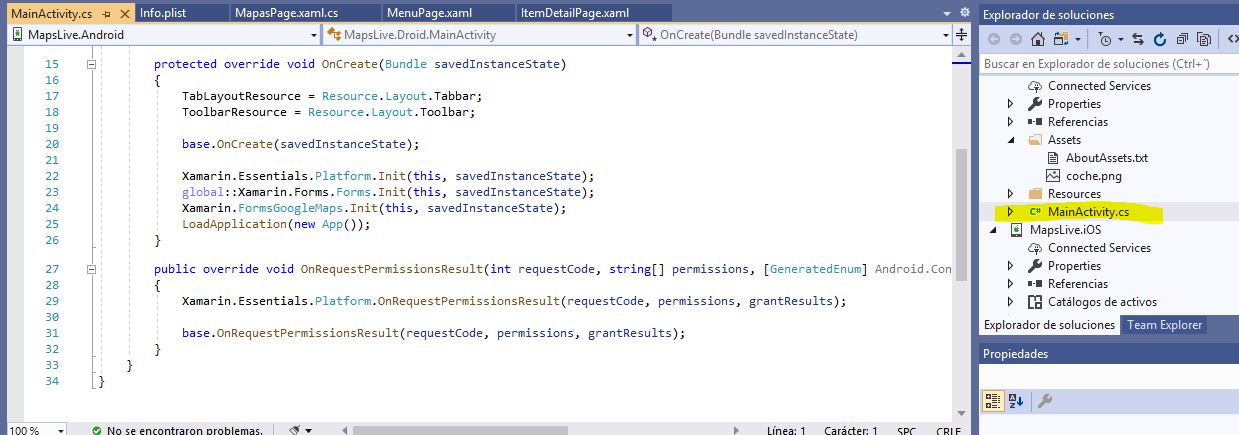 MainActivity.cs
Info.plist
MapasPage.xaml.cs
MenuPage.xaml
ItemDetailPage.xaml
MapsLive.Android
MapsLive.Droid.MainActivity
OnCreate(Bundle savedInstanceState)
15 protected override void OnCreate(Bundle savedInstanceState)
16 {
17 TabLayoutResource = Resource.Layout.Tabbar;
18 ToolbarResource = Resource.Layout.Toolbar;
19
20 base.OnCreate(savedInstanceState);
21
22 Xamarin.Essentials.Platform.Init(this, savedInstanceState);
23 global::Xamarin.Forms.Forms.Init(this, savedInstanceState);
24 Xamarin.FormsGoogleMaps.Init(this, savedInstanceState);
25 LoadApplication(new App());
26 }
27 public override void OnRequestPermissionsResult(int requestCode, string[] permissions, [GeneratedEnum] Android.Con
28 {
29 Xamarin.Essentials.Platform.OnRequestPermissionsResult(requestCode, permissions, grantResults);
30
31 base.OnRequestPermissionsResult(requestCode, permissions, grantResults);
32 }
33 }
34 }
100 %
No se encontraron problemas.
Línea: 1
Carácter: 1
SPC
CRLF
Explorador de soluciones
Buscar en Explorador de soluciones (Ctrl+`)
Connected Services
Properties
Referencias
Assets
AboutAssets.txt
coche.png
Resources
C# MainActivity.cs
MapsLive.iOS
Connected Services
Properties
Referencias
Catálogos de activos
Explorador de soluciones
Team Explorer
Propiedades